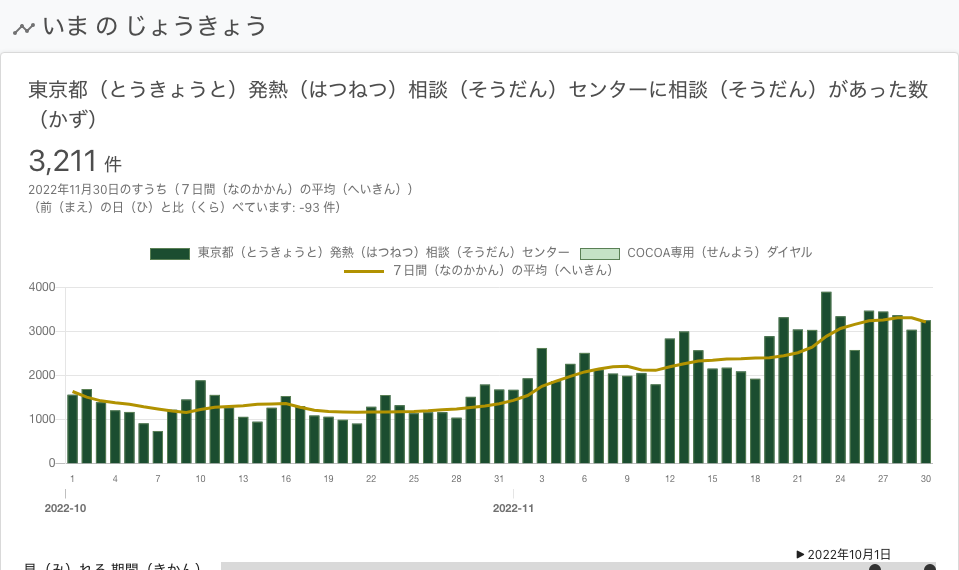 いま の じょうきょう
東京都（とうきょうと）発熱（はつねつ）相談（そうだん）センターに相談（そうだん）があった数
（かず）
3,211 件
2022年11月30日のすうち（７日間（なのかかん）の平均（へいきん））
（前（まえ）の日（ひ）と比（くら）べています: -93 件）
東京都（とうきょうと）発熱（はつねつ）相談（そうだん）センター COCOA専用（せんよう）ダイヤル
７日間（なのかかん）の平均（へいきん）
4000
3000
2000
1000
0
1 4 7 10 13 16 19 22 25 28 31 3 6 9 12 15 18 21 24 27 30
2022-10 2022-11
▶ 2022年10月1日
見（み）れる 期間（きかん）